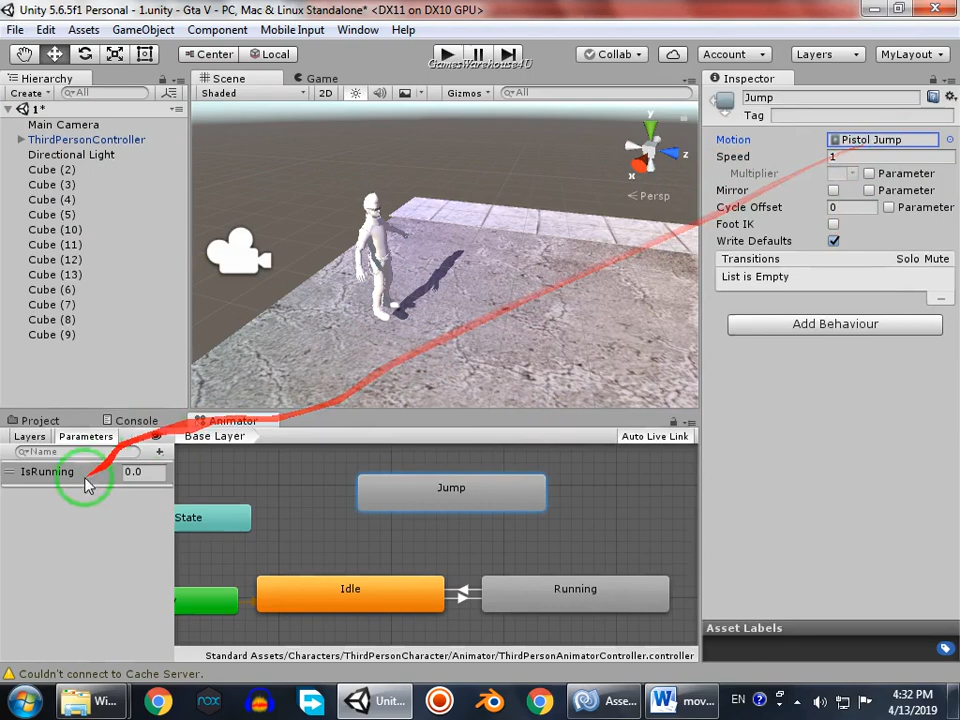 Unity 5.6.5f1 Personal - 1.unity - Gta V - PC, Mac & Linux Standalone* <DX11 on DX10 GPU>
File Edit Assets GameObject Component Mobile Input Window Help
Center Local GamesWarehouse4U Collab Account Layers MyLayout
Hierarchy Scene Game Inspector
Create All Shaded 2D Gizmos All Jump
1* Tag
Main Camera
ThirdPersonController Motion Pistol Jump
Directional Light Speed 1
Cube (2) Multiplier Parameter
Cube (3) Mirror Parameter
Cube (4) Cycle Offset 0 Parameter
Cube (5) Foot IK
Cube (10) Write Defaults
Cube (11) Transitions Solo Mute
Cube (12) List is Empty
Cube (13)
Cube (6)
Cube (7)
Cube (8) Add Behaviour
Cube (9)
y
z
x
Persp
Project Console Animator
Layers Parameters Base Layer Auto Live Link
Name
IsRunning 0.0
Jump
State
Idle Running
Asset Labels
Standard Assets/Characters/ThirdPersonCharacter/Animator/ThirdPersonAnimatorController.controller
Couldn't connect to Cache Server.
Wi... nox Unit... Asse... mov... EN 4:32 PM
4/13/2019